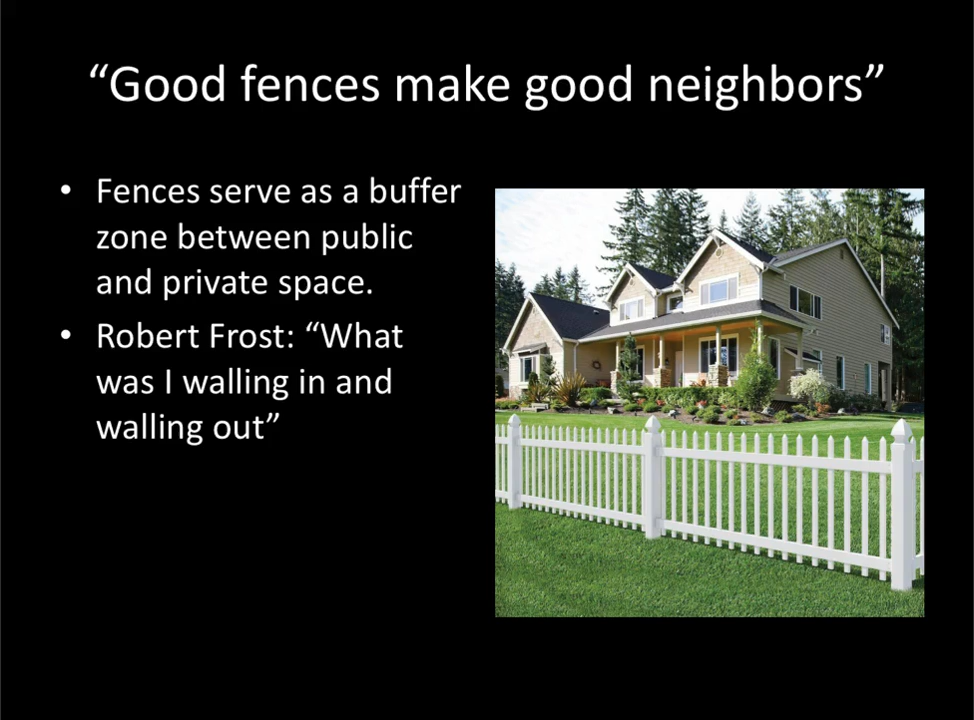 “Good fences make good neighbors”
• Fences serve as a buffer
zone between public
and private space.
• Robert Frost: “What
was I walling in and
walling out”